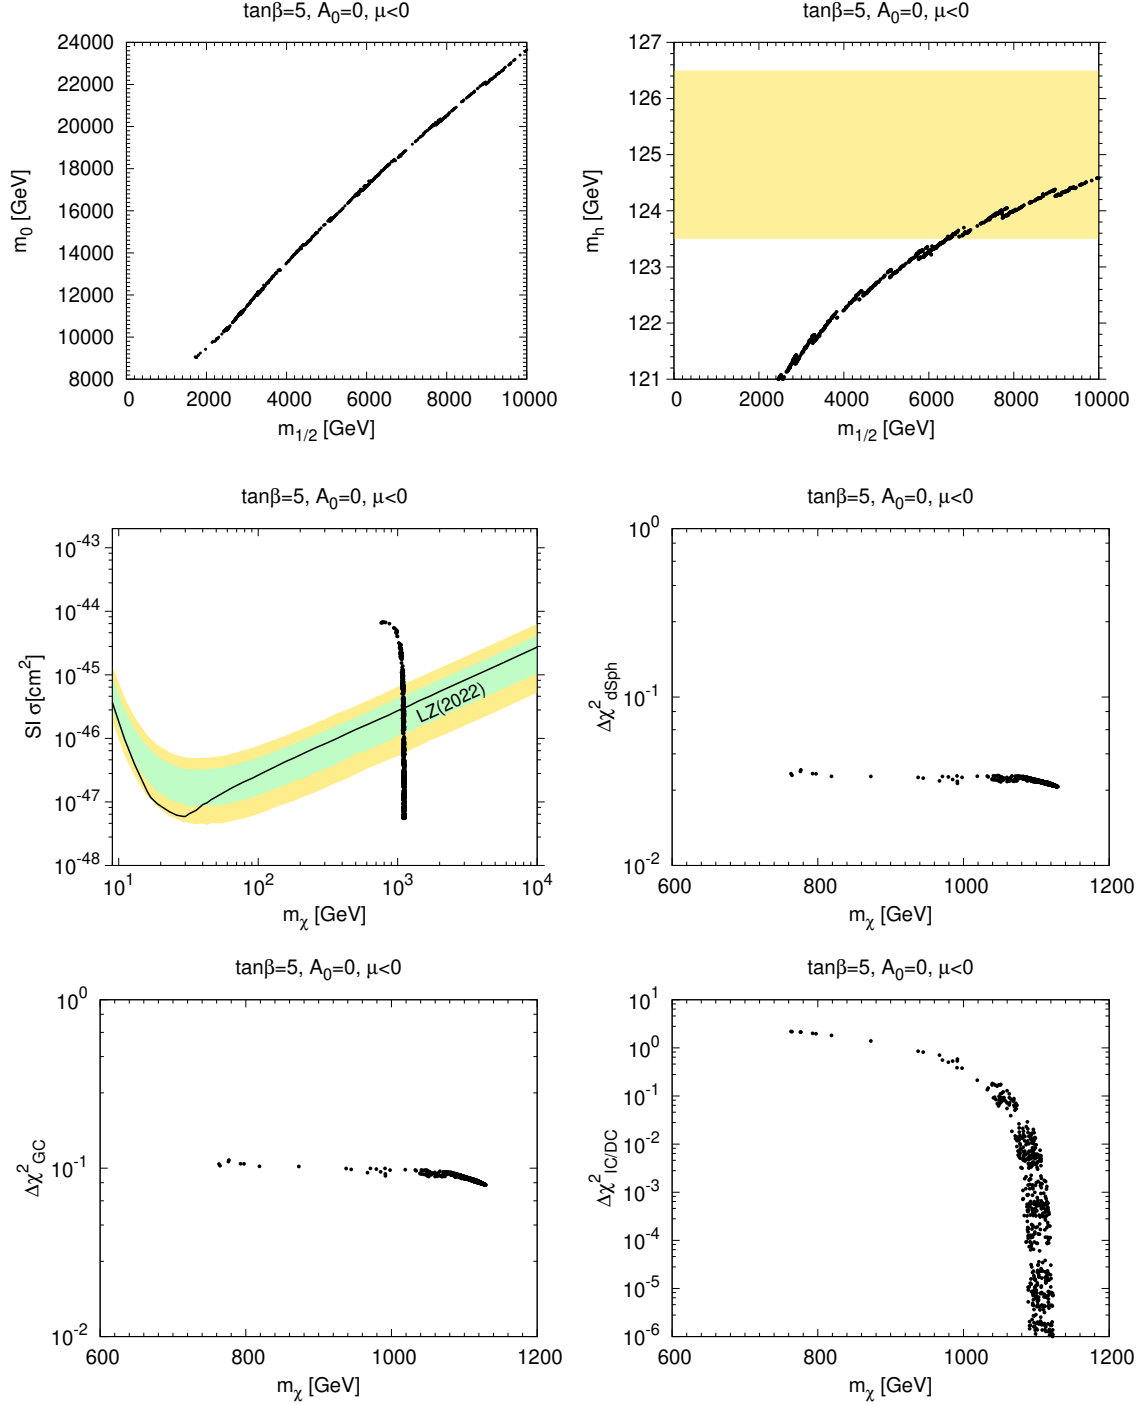 tanβ=5, A₀=0, μ<0
24000
22000
20000
18000
16000
14000
12000
10000
8000
m₀ [GeV]
0 2000 4000 6000 8000 10000
m₁/₂ [GeV]
tanβ=5, A₀=0, μ<0
127
126
125
124
123
122
121
mₕ [GeV]
0 2000 4000 6000 8000 10000
m₁/₂ [GeV]
tanβ=5, A₀=0, μ<0
10⁻⁴³
10⁻⁴⁴
10⁻⁴⁵
10⁻⁴⁶
10⁻⁴⁷
10⁻⁴⁸
SI σ[cm²]
LZ(2022)
10¹ 10² 10³ 10⁴
mᵪ [GeV]
tanβ=5, A₀=0, μ<0
10⁰
10⁻¹
10⁻²
Δχ²dSph
600 800 1000 1200
mᵪ [GeV]
tanβ=5, A₀=0, μ<0
10⁰
10⁻¹
10⁻²
Δχ²GC
600 800 1000 1200
mᵪ [GeV]
tanβ=5, A₀=0, μ<0
10¹
10⁰
10⁻¹
10⁻²
10⁻³
10⁻⁴
10⁻⁵
10⁻⁶
Δχ²IC/DC
600 800 1000 1200
mᵪ [GeV]